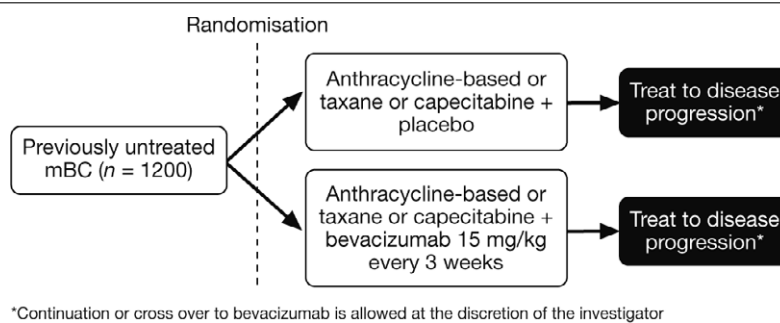 Randomisation
Previously untreated
mBC (n = 1200)
Anthracycline-based or
taxane or capecitabine +
placebo
Treat to disease
progression*
Anthracycline-based or
taxane or capecitabine +
bevacizumab 15 mg/kg
every 3 weeks
Treat to disease
progression*
*Continuation or cross over to bevacizumab is allowed at the discretion of the investigator